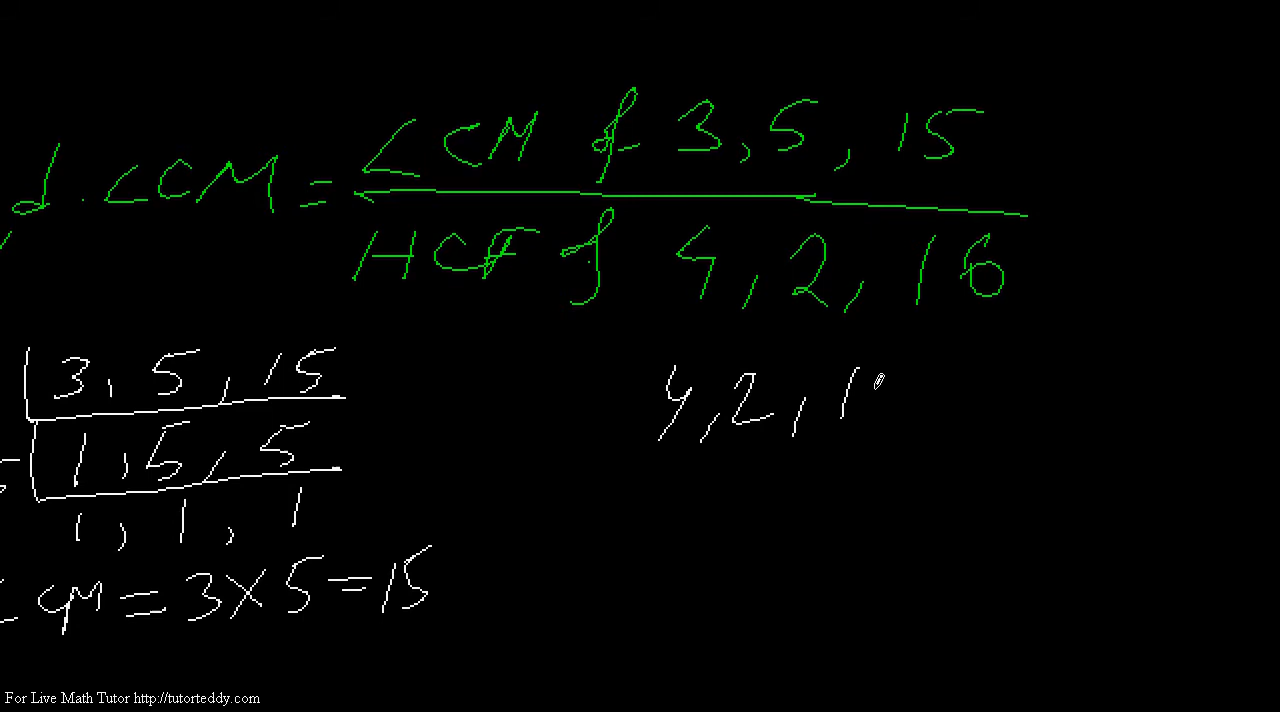 d. LCM = LCM of 3, 5, 15
HCF of 4, 2, 16
3, 5, 15
1, 5, 5
1, 1, 1
LCM = 3 X 5 = 15
4, 2, 1
For Live Math Tutor http://tutorteddy.com